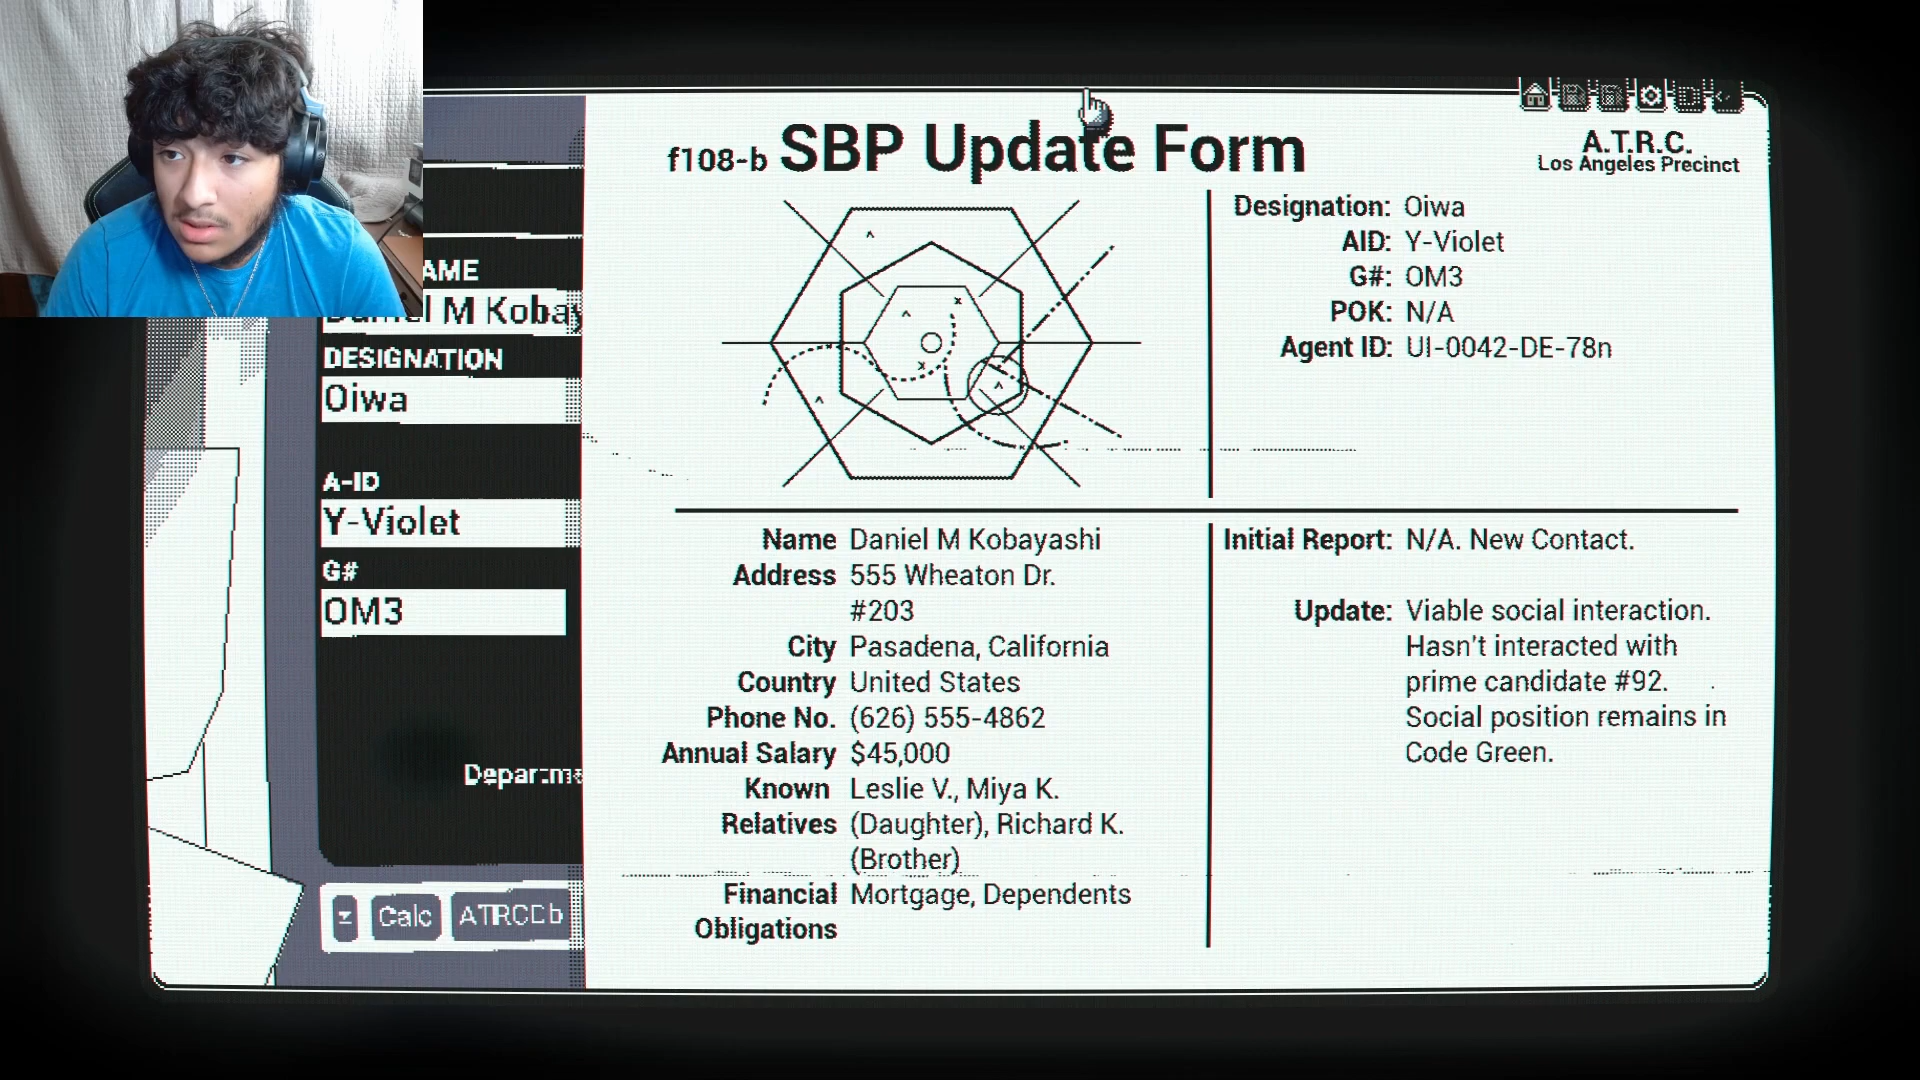 f108-b SBP Update Form
A.T.R.C.
Los Angeles Precinct
Designation: Oiwa
AID: Y-Violet
G#: OM3
POK: N/A
Agent ID: UI-0042-DE-78n
AME
Daniel M Kobay
DESIGNATION
Oiwa
A-ID
Y-Violet
G#
OM3
Departme
Calc
ATRCDb
Name Daniel M Kobayashi
Address 555 Wheaton Dr.
#203
City Pasadena, California
Country United States
Phone No. (626) 555-4862
Annual Salary $45,000
Known Leslie V., Miya K.
Relatives (Daughter), Richard K.
(Brother)
Financial Mortgage, Dependents
Obligations
Initial Report: N/A. New Contact.
Update: Viable social interaction.
Hasn't interacted with
prime candidate #92.
Social position remains in
Code Green.